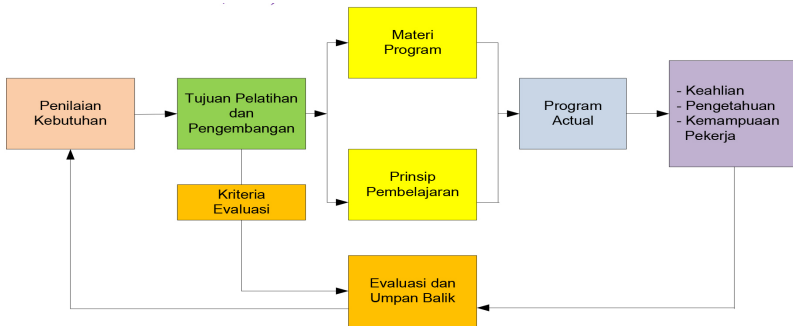 Materi
Program
Penilaian
Kebutuhan
Tujuan Pelatihan
dan
Pengembangan
Program
Actual
- Keahlian
- Pengetahuan
- Kemampuaan
Pekerja
Prinsip
Pembelajaran
Kriteria
Evaluasi
Evaluasi dan
Umpan Balik